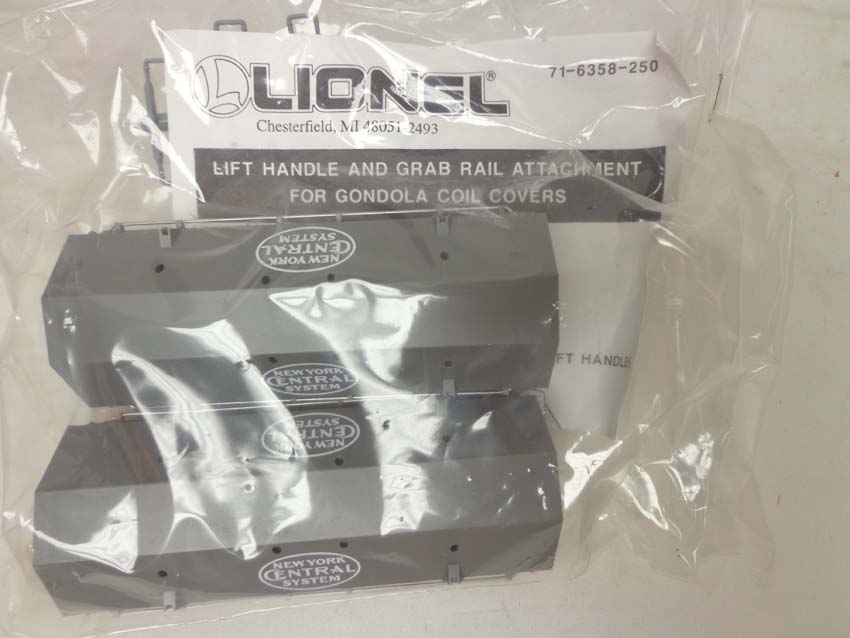 LIONEL®
71-6358-250
Chesterfield, MI 48051-2493
LIFT HANDLE AND GRAB RAIL ATTACHMENT
FOR GONDOLA COIL COVERS
NEW YORK
CENTRAL
SYSTEM
FT HANDLE
NEW YORK
CENTRAL
SYSTEM
NEW YORK
CENTRAL
SYSTEM
NEW YORK
CENTRAL
SYSTEM